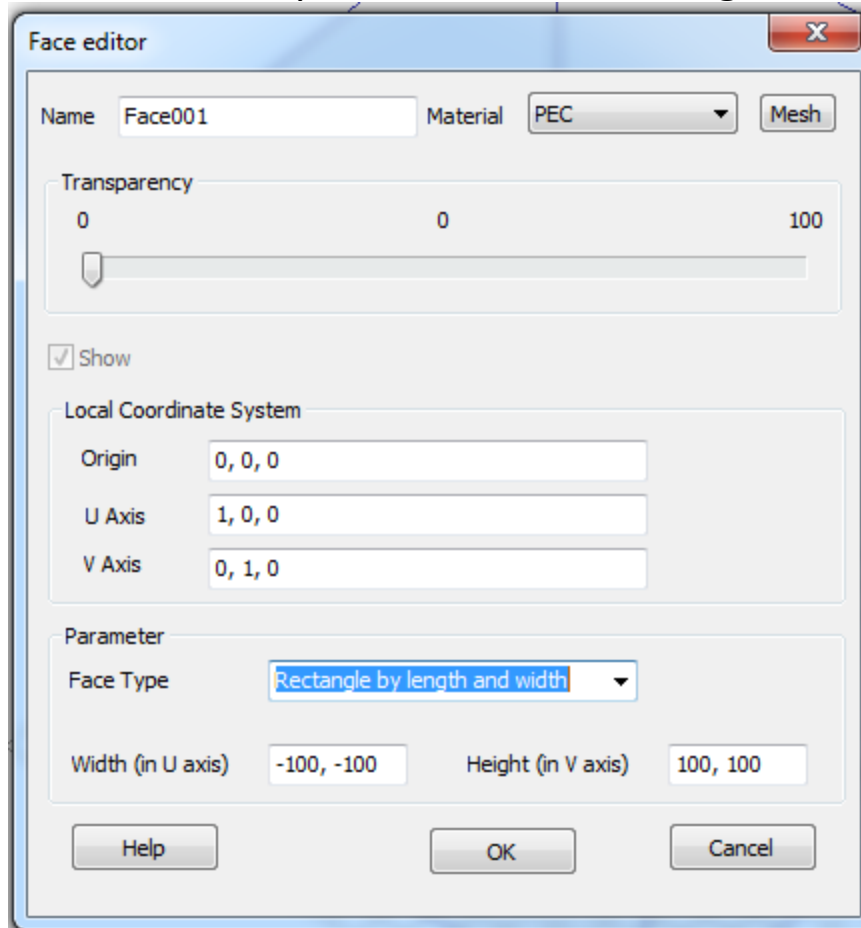 Face editor
Name Face001 Material PEC Mesh
Transparency
0 0 100
Show
Local Coordinate System
Origin 0, 0, 0
U Axis 1, 0, 0
V Axis 0, 1, 0
Parameter
Face Type Rectangle by length and width
Width (in U axis) -100, -100 Height (in V axis) 100, 100
Help OK Cancel